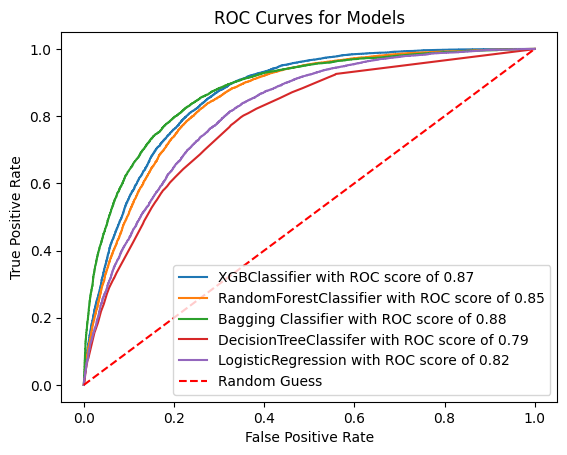 ROC Curves for Models
1.0
0.8
0.6
0.4
0.2
0.0
True Positive Rate
XGBClassifier with ROC score of 0.87
RandomForestClassifier with ROC score of 0.85
Bagging Classifier with ROC score of 0.88
DecisionTreeClassifer with ROC score of 0.79
LogisticRegression with ROC score of 0.82
Random Guess
0.0 0.2 0.4 0.6 0.8 1.0
False Positive Rate